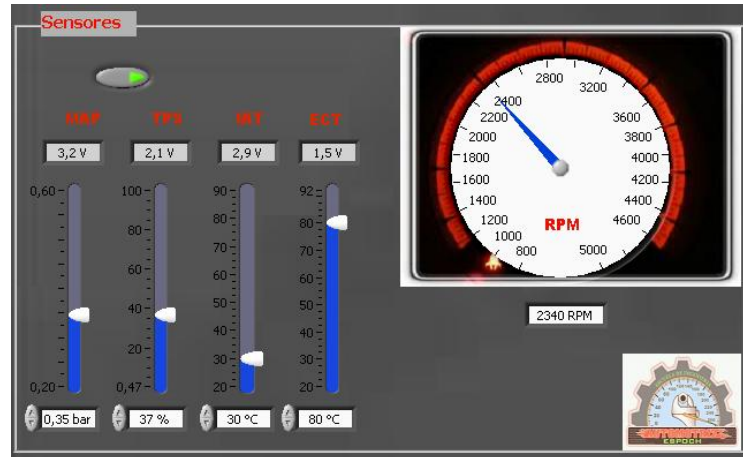 Sensores
MAP TPS IAT ECT
3,2 V 2,1 V 2,9 V 1,5 V
0,60 100 90 92
80 80 80
70 70
60 60 60
50 50
40 40 40
20 30 30
0,20 0,47 20 20
0,35 bar 37 % 30 °C 80 °C
2800 3200
2400 3600
2200 3800
2000 4000
1800 4200
1600 4400
1400 4600
1200 5000
1000
800
RPM
2340 RPM
ESPOCH